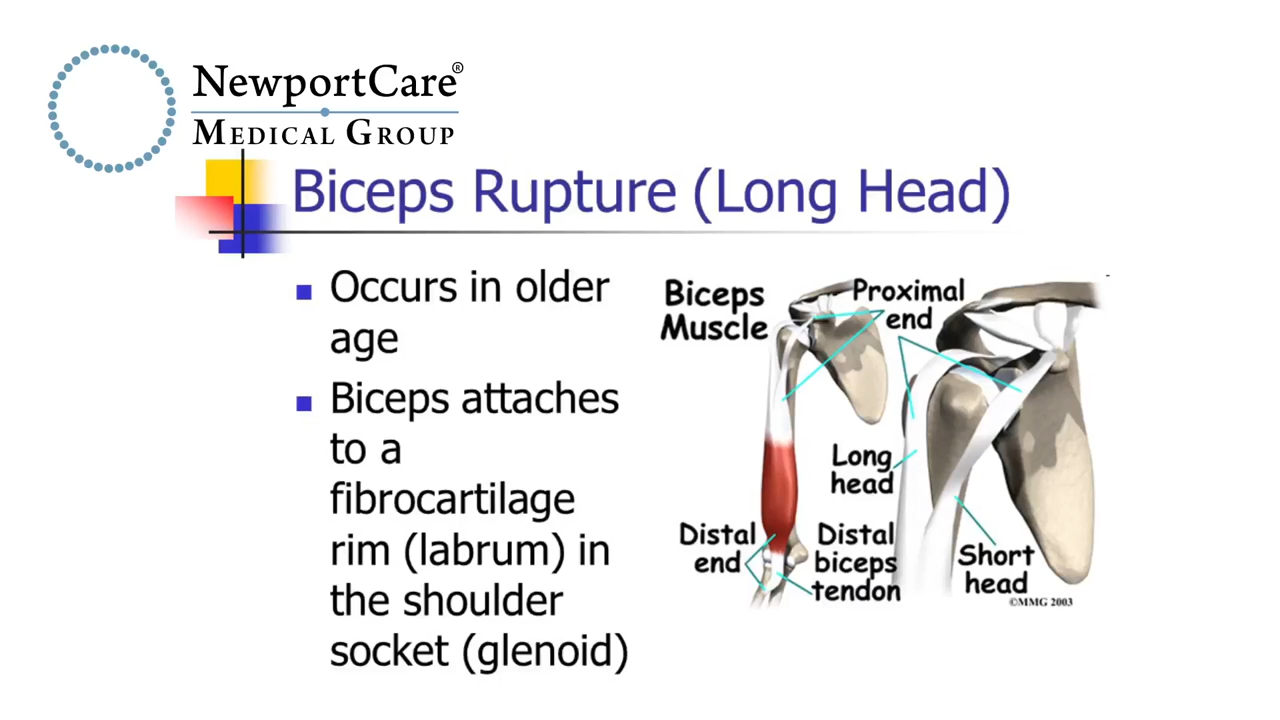 NewportCare®
MEDICAL GROUP
Biceps Rupture (Long Head)
Occurs in older
age
Biceps attaches
to a
fibrocartilage
rim (labrum) in
the shoulder
socket (glenoid)
Biceps
Muscle
Proximal
end
Long
head
Distal
end
Distal
biceps
tendon
Short
head
©MMG 2003